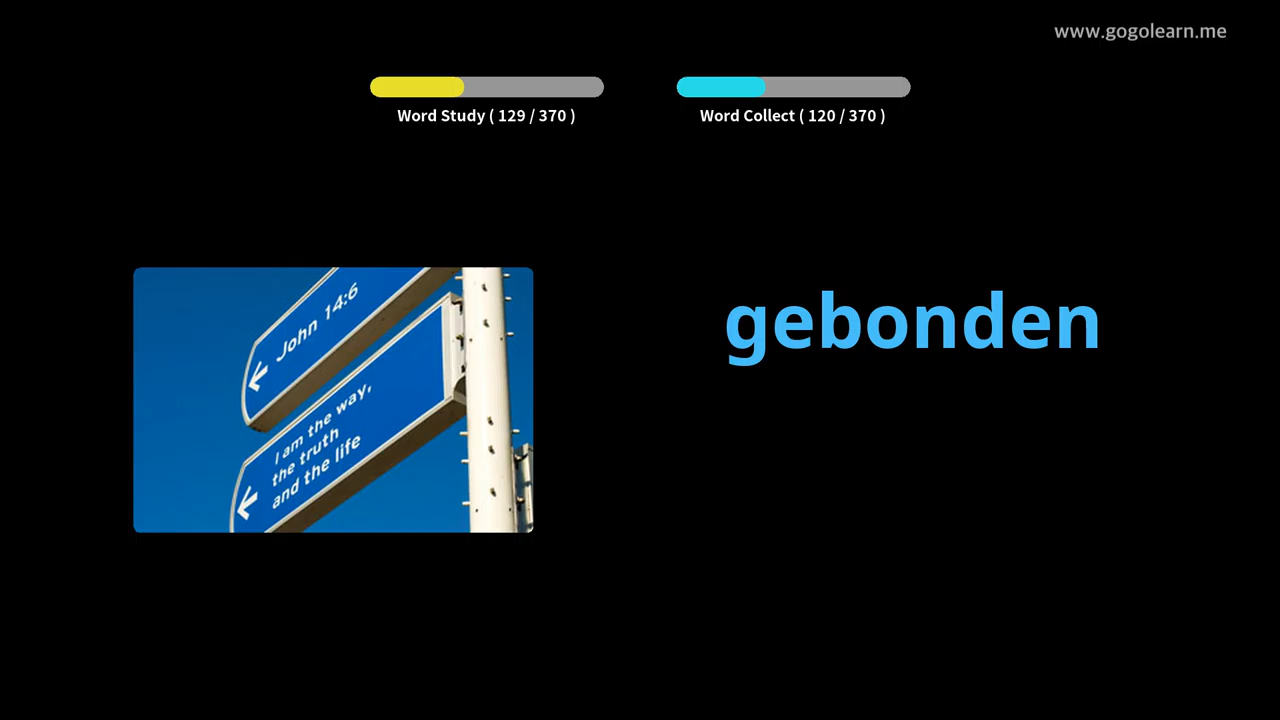 www.gogolearn.me
Word Study ( 129 / 370 )
Word Collect ( 120 / 370 )
John 14:6
I am the way,
the truth
and the life
gebonden